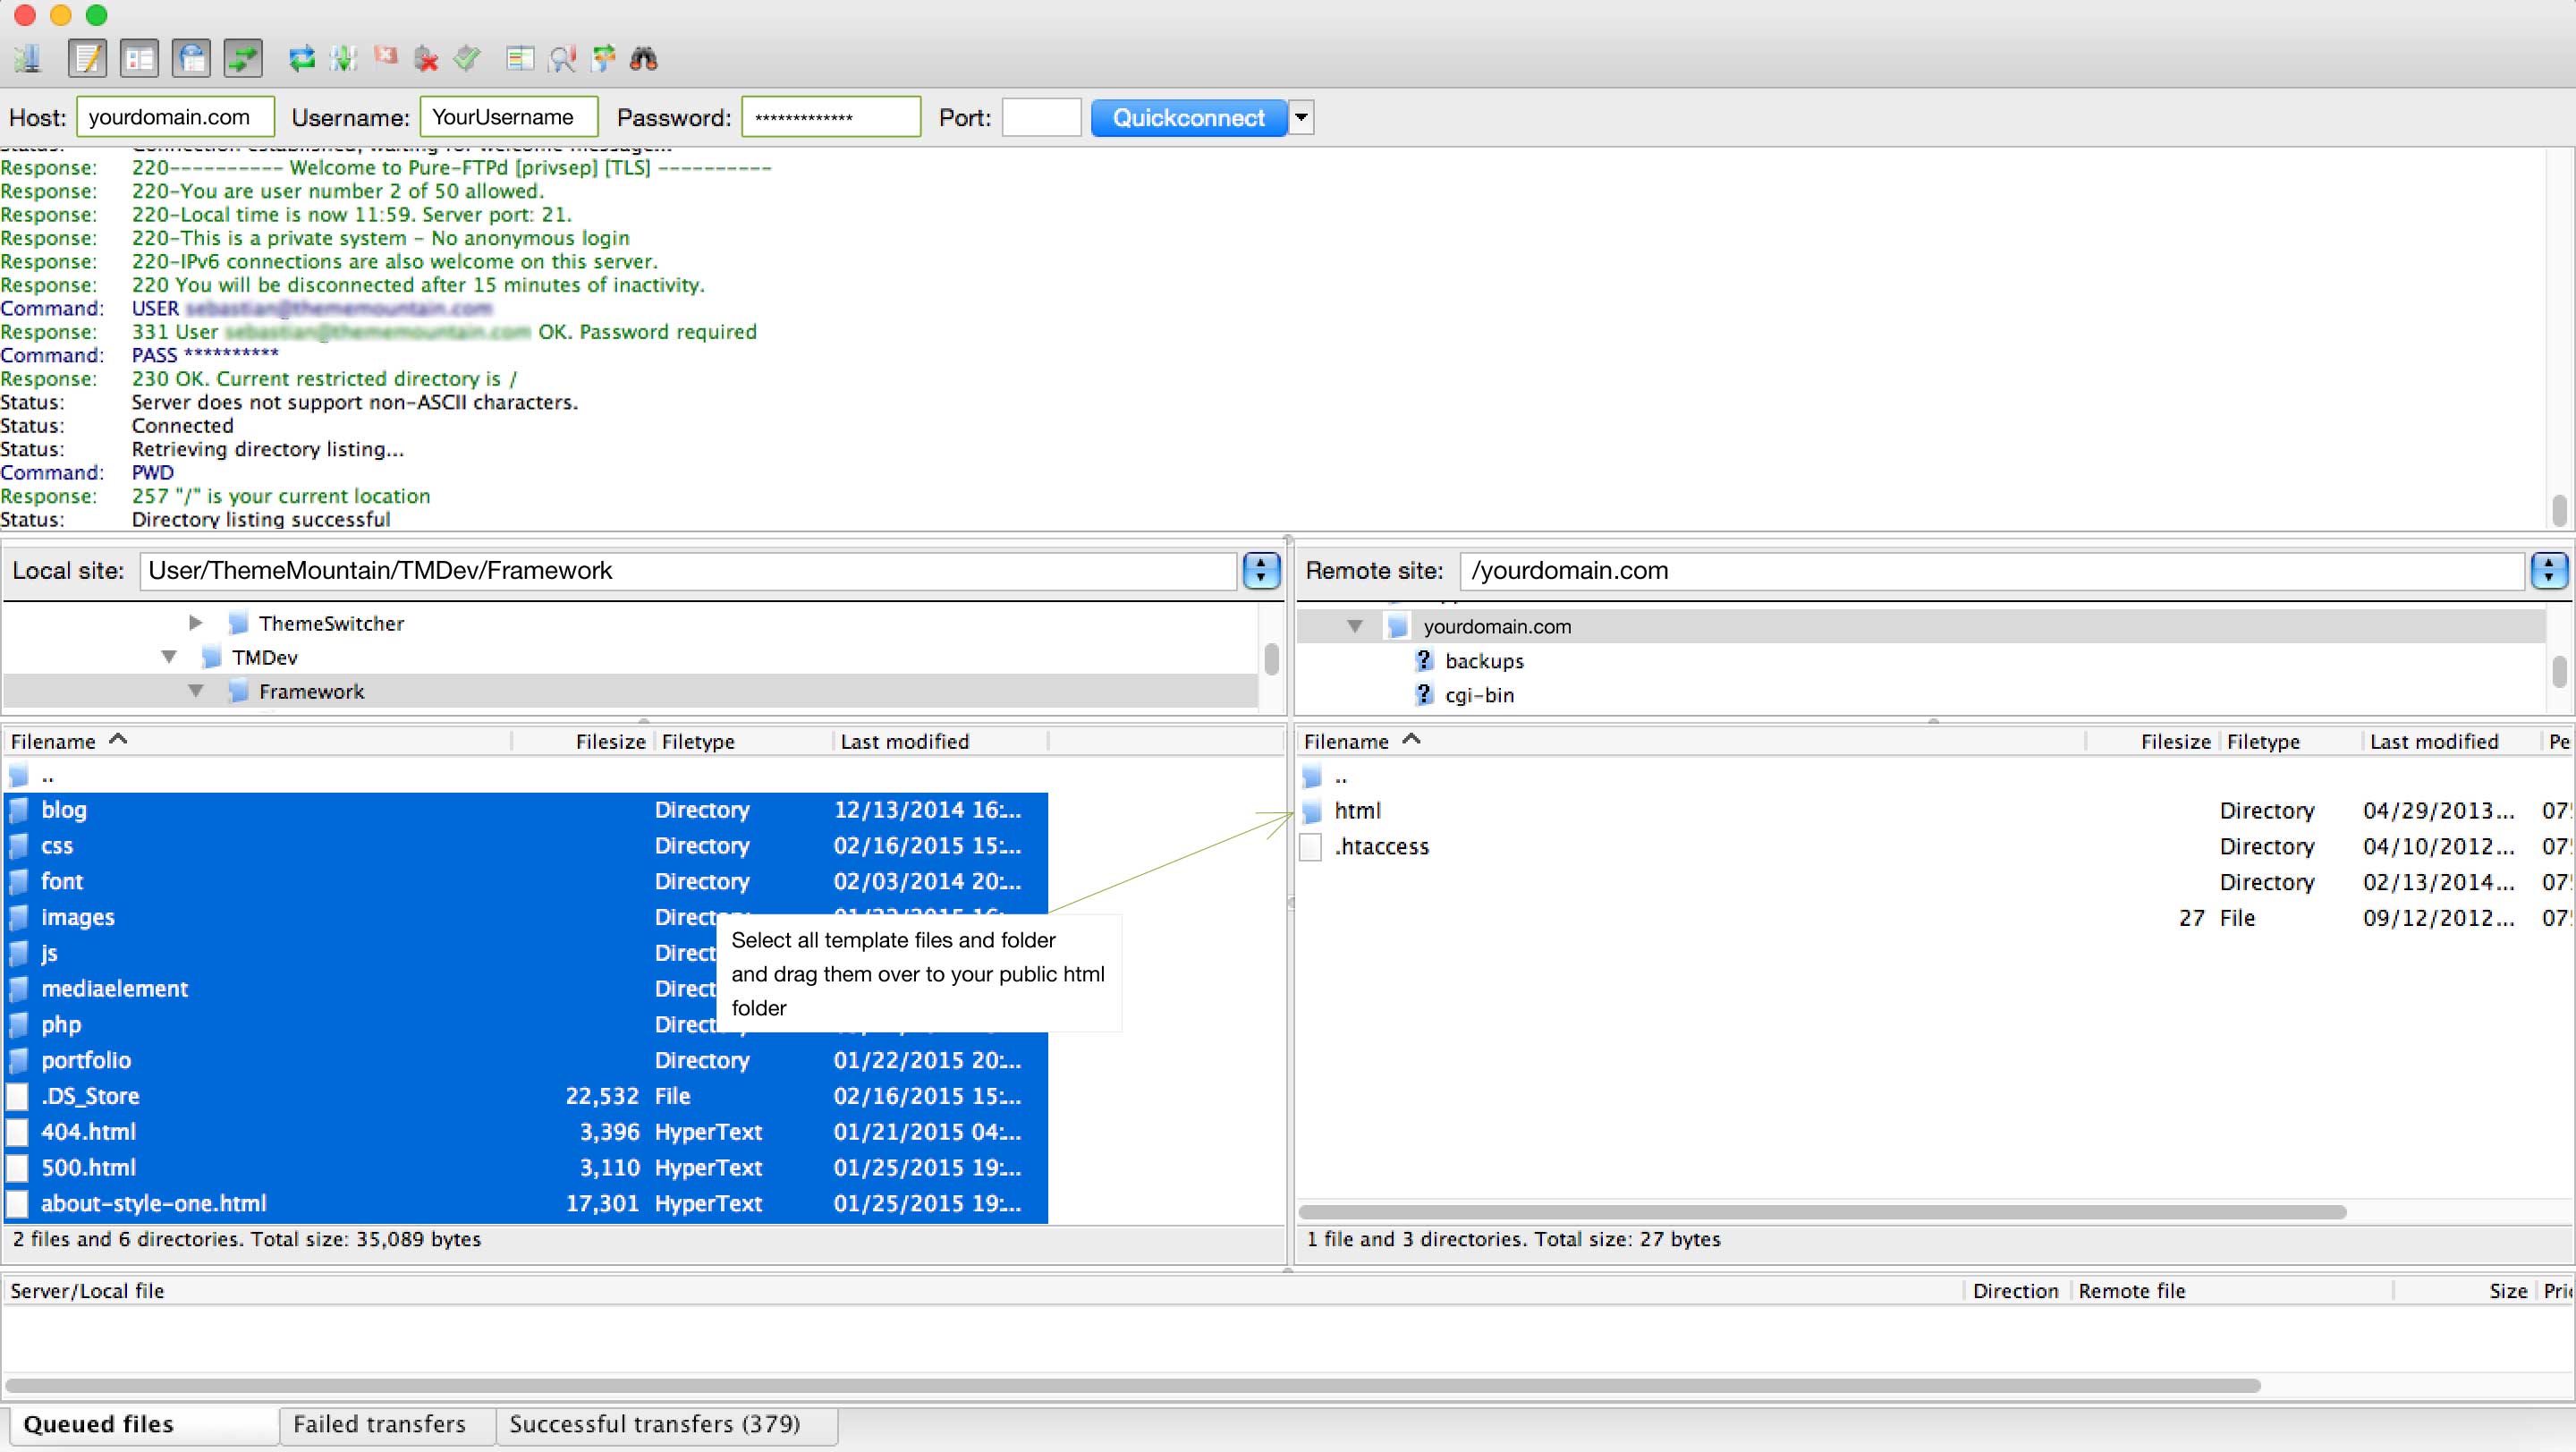 Host: yourdomain.com Username: YourUsername Password: ************* Port: Quickconnect
Status: Connection established, waiting for welcome message...
Response: 220---------- Welcome to Pure-FTPd [privsep] [TLS] ----------
Response: 220-You are user number 2 of 50 allowed.
Response: 220-Local time is now 11:59. Server port: 21.
Response: 220-This is a private system - No anonymous login
Response: 220-IPv6 connections are also welcome on this server.
Response: 220 You will be disconnected after 15 minutes of inactivity.
Command: USER
Response: 331 User OK. Password required
Command: PASS **********
Response: 230 OK. Current restricted directory is /
Status: Server does not support non-ASCII characters.
Status: Connected
Status: Retrieving directory listing...
Command: PWD
Response: 257 "/" is your current location
Status: Directory listing successful
Local site: User/ThemeMountain/TMDev/Framework
ThemeSwitcher
TMDev
Framework
Remote site: /yourdomain.com
yourdomain.com
backups
cgi-bin
Filename Filesize Filetype Last modified
..
blog Directory 12/13/2014 16:...
css Directory 02/16/2015 15:...
font Directory 02/03/2014 20:...
images Direct
js Direct
mediaelement Direct
php Direct
portfolio Directory 01/22/2015 20:...
.DS_Store 22,532 File 02/16/2015 15:...
404.html 3,396 HyperText 01/21/2015 04:...
500.html 3,110 HyperText 01/25/2015 19:...
about-style-one.html 17,301 HyperText 01/25/2015 19:...
2 files and 6 directories. Total size: 35,089 bytes
Select all template files and folder
and drag them over to your public html
folder
Filename Filesize Filetype Last modified Pe
..
html Directory 04/29/2013... 07
.htaccess Directory 04/10/2012... 07
Directory 02/13/2014... 07
27 File 09/12/2012... 07
1 file and 3 directories. Total size: 27 bytes
Server/Local file Direction Remote file Size Pri
Queued files Failed transfers Successful transfers (379)